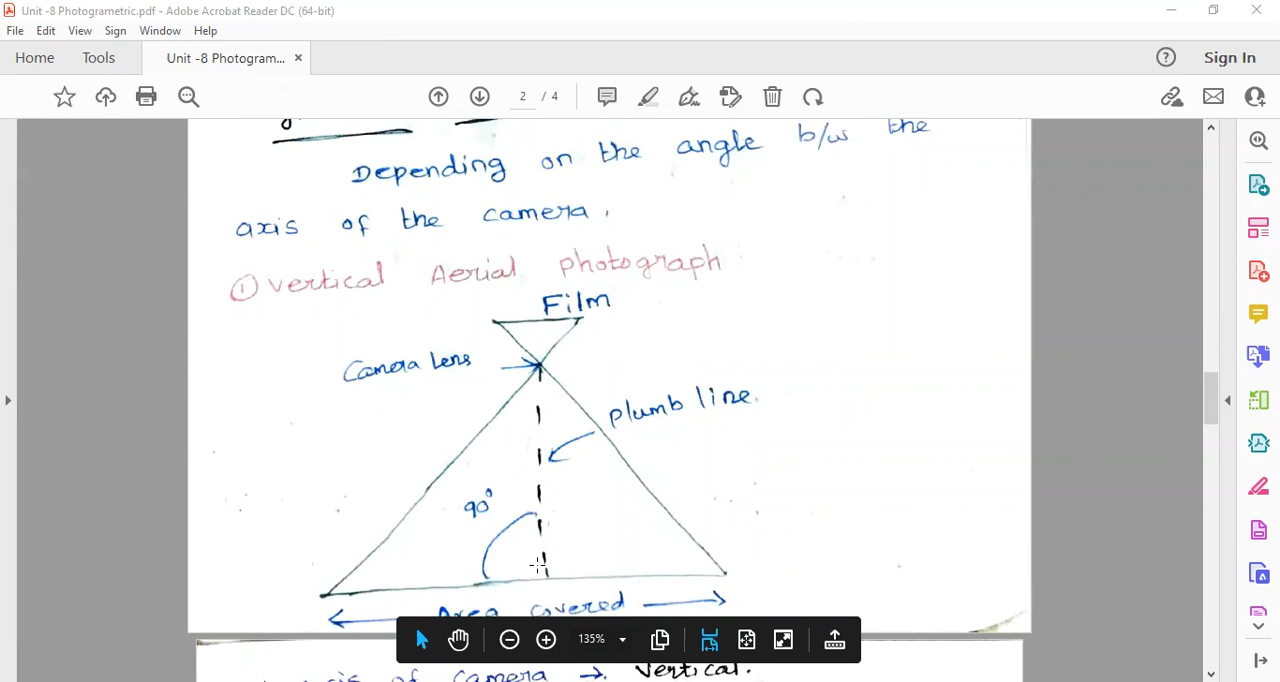 Unit -8 Photogrametric.pdf - Adobe Acrobat Reader DC (64-bit)
File Edit View Sign Window Help
Home Tools Unit -8 Photogram... × Sign In
2 / 4
Depending on the angle b/w the
axis of the camera.
① Vertical Aerial photograph
Film
Camera Lens
plumb line.
90°
Area covered
135%
of camera → Vertical.